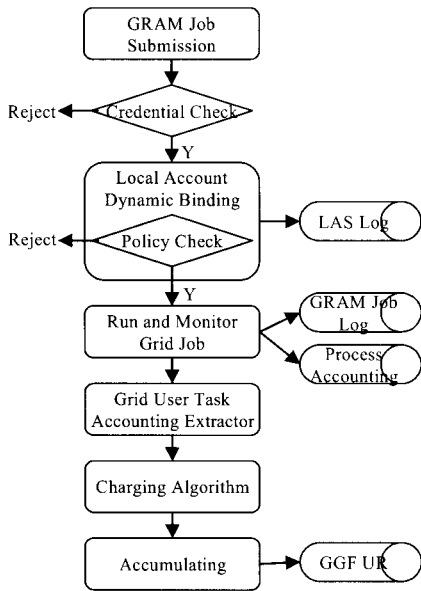 GRAM Job
Submission
Reject
Credential Check
Y
Local Account
Dynamic Binding
LAS Log
Reject
Policy Check
Y
GRAM Job
Log
Run and Monitor
Grid Job
Process
Accounting
Grid User Task
Accounting Extractor
Charging Algorithm
Accumulating
GGF UR